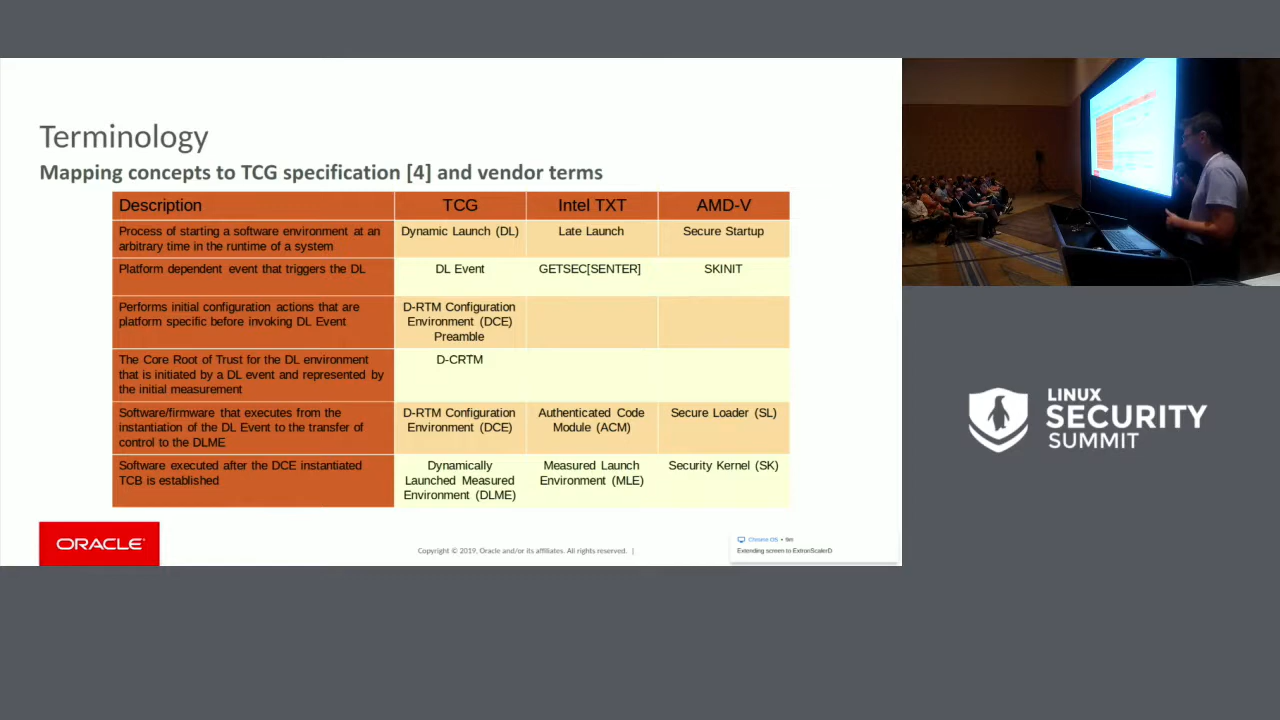 Terminology
Mapping concepts to TCG specification [4] and vendor terms
Description TCG Intel TXT AMD-V
Process of starting a software environment at an
arbitrary time in the runtime of a system
Dynamic Launch (DL)
Late Launch
Secure Startup
Platform dependent event that triggers the DL
DL Event
GETSEC[SENTER]
SKINIT
Performs initial configuration actions that are
platform specific before invoking DL Event
D-RTM Configuration
Environment (DCE)
Preamble
The Core Root of Trust for the DL environment
that is initiated by a DL event and represented by
the initial measurement
D-CRTM
Software/firmware that executes from the
instantiation of the DL Event to the transfer of
control to the DLME
D-RTM Configuration
Environment (DCE)
Authenticated Code
Module (ACM)
Secure Loader (SL)
Software executed after the DCE instantiated
TCB is established
Dynamically
Launched Measured
Environment (DLME)
Measured Launch
Environment (MLE)
Security Kernel (SK)
ORACLE
Copyright © 2019, Oracle and/or its affiliates. All rights reserved. |
Chrome OS • 9m
Extending screen to ExtronScalerD
LINUX
SECURITY
SUMMIT